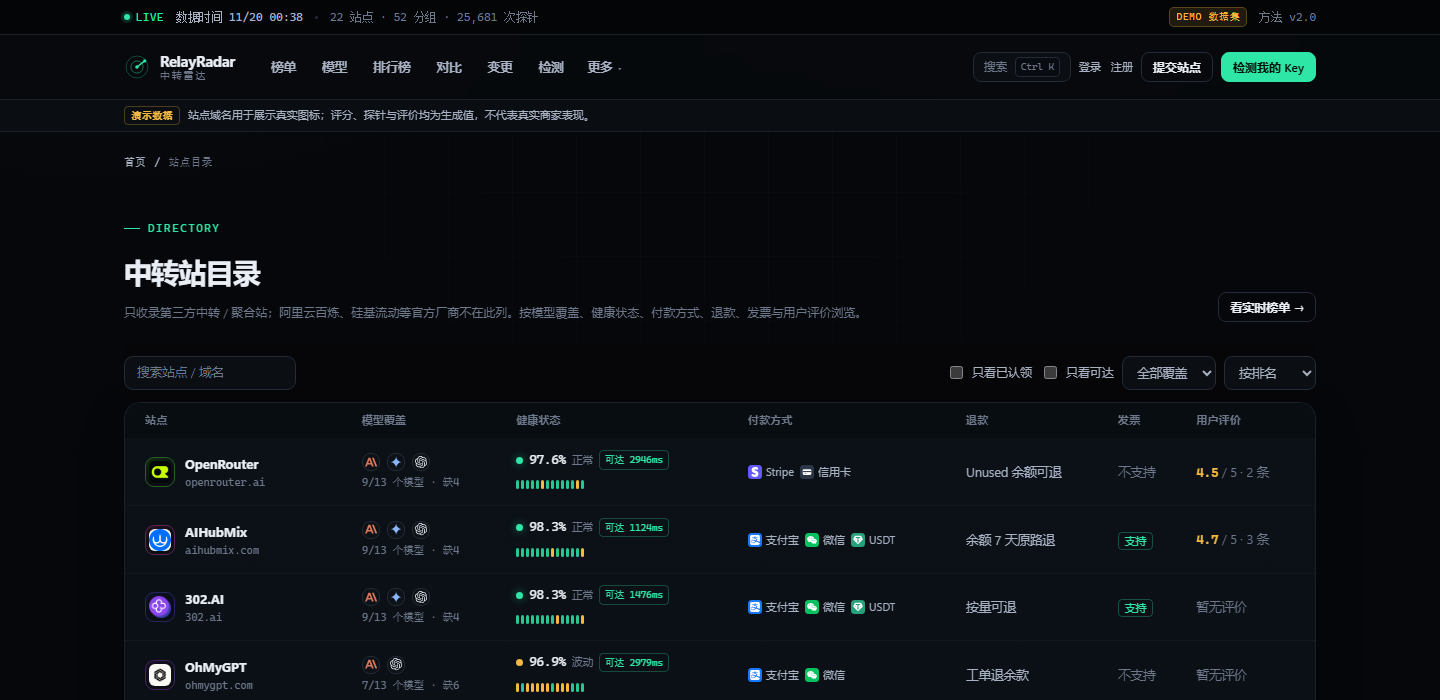 LIVE 数据时间 11/20 00:38 · 22 站点 · 52 分组 · 25,681 次探针 DEMO 数据集 方法 v2.0
RelayRadar
中转雷达
榜单 模型 排行榜 对比 变更 检测 更多
搜索 Ctrl K 登录 注册 提交站点 检测我的 Key
演示数据 站点域名用于展示真实图标；评分、探针与评价均为生成值，不代表真实商家表现。
首页 / 站点目录
DIRECTORY
中转站目录
只收录第三方中转 / 聚合站；阿里云百炼、硅基流动等官方厂商不在此列。按模型覆盖、健康状态、付款方式、退款、发票与用户评价浏览。
看实时榜单 →
搜索站点 / 域名 只看已认领 只看可达 全部覆盖 按排名
站点 模型覆盖 健康状态 付款方式 退款 发票 用户评价
OpenRouter
openrouter.ai
9/13 个模型 · 缺4
97.6% 正常 可达 2946ms
Stripe 信用卡
Unused 余额可退
不支持
4.5 / 5 · 2 条
AIHubMix
aihubmix.com
9/13 个模型 · 缺4
98.3% 正常 可达 1124ms
支付宝 微信 USDT
余额 7 天原路退
支持
4.7 / 5 · 3 条
302.AI
302.ai
9/13 个模型 · 缺4
98.3% 正常 可达 1476ms
支付宝 微信 USDT
按量可退
支持
暂无评价
OhMyGPT
ohmygpt.com
7/13 个模型 · 缺6
96.9% 波动 可达 2979ms
支付宝 微信
工单退余款
不支持
暂无评价